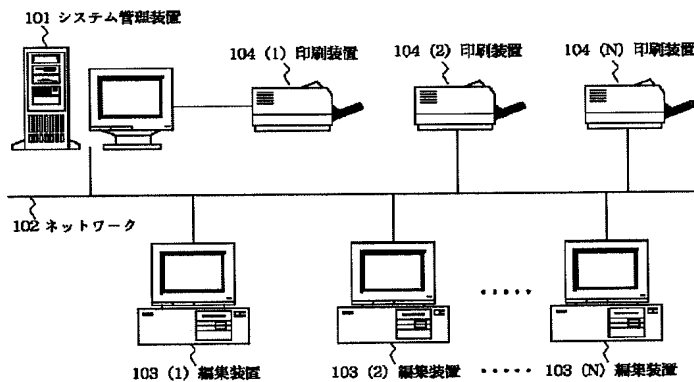 101 システム管理装置
104 (1) 印刷装置
104 (2) 印刷装置
104 (N) 印刷装置
102 ネットワーク
・・・・・
103 (1) 編集装置
103 (2) 編集装置
・・・・・
103 (N) 編集装置